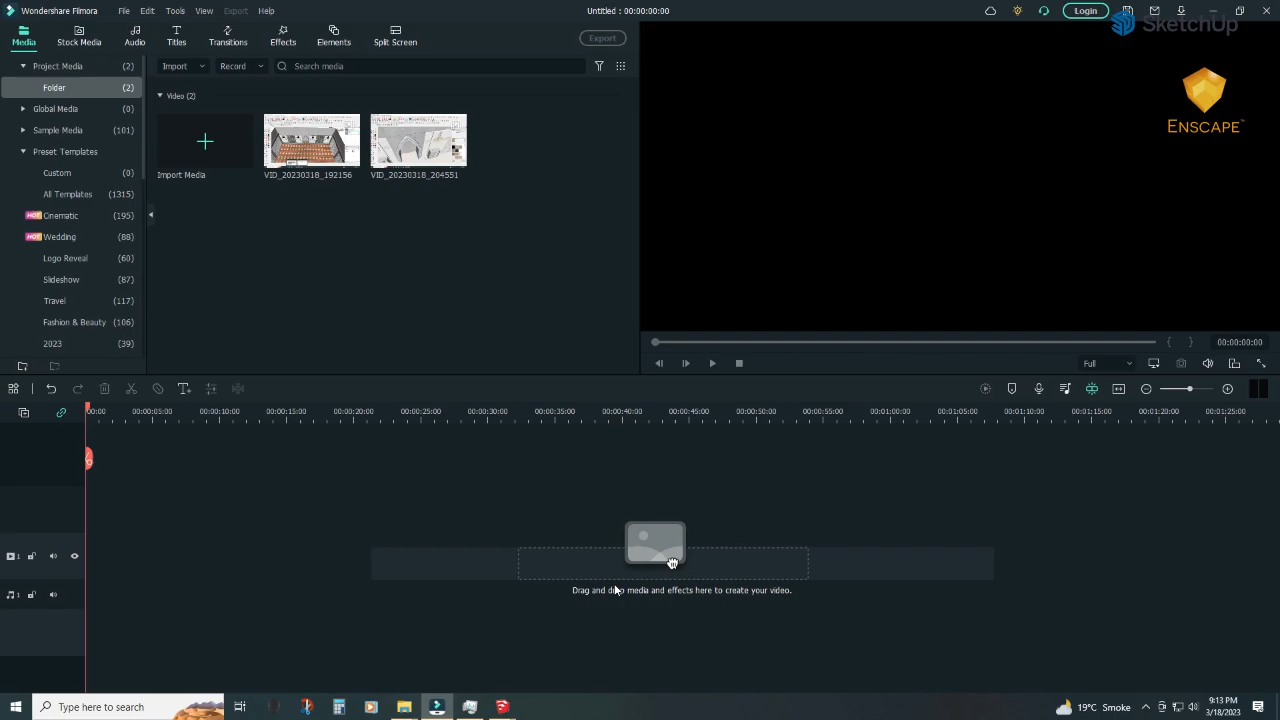 Wondershare Filmora
File
Edit
Tools
View
Export
Help
Untitled : 00:00:00:00
Login
SketchUp
Media
Stock Media
Audio
Titles
Transitions
Effects
Elements
Split Screen
Export
Project Media (2)
Folder (2)
Global Media (0)
Sample Media (101)
Preset Templates
Custom
All Templates (1315)
HOT Cinematic (195)
HOT Wedding (88)
Logo Reveal (60)
Slideshow (87)
Travel (117)
Fashion & Beauty (106)
2023 (39)
Import
Record
Search media
Video (2)
Import Media
VID_20230318_192156
VID_20230318_204551
ENSCAPE™
00:00:00:00
Full
00:00 00:00:05:00 00:00:10:00 00:00:15:00 00:00:20:00 00:00:25:00 00:00:30:00 00:00:35:00 00:00:40:00 00:00:45:00 00:00:50:00 00:00:55:00 00:01:00:00 00:01:05:00 00:01:10:00 00:01:15:00 00:01:20:00 00:01:25:00
1
1
Drag and drop media and effects here to create your video.
Type here to search
19°C Smoke
9:13 PM
3/18/2023